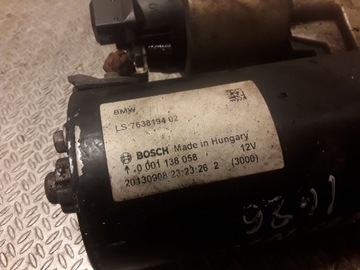 BMW
LS 7638194 02
BOSCH Made in Hungary
0 001 138 058 12V
20130908 23:23:26 2 (3000)